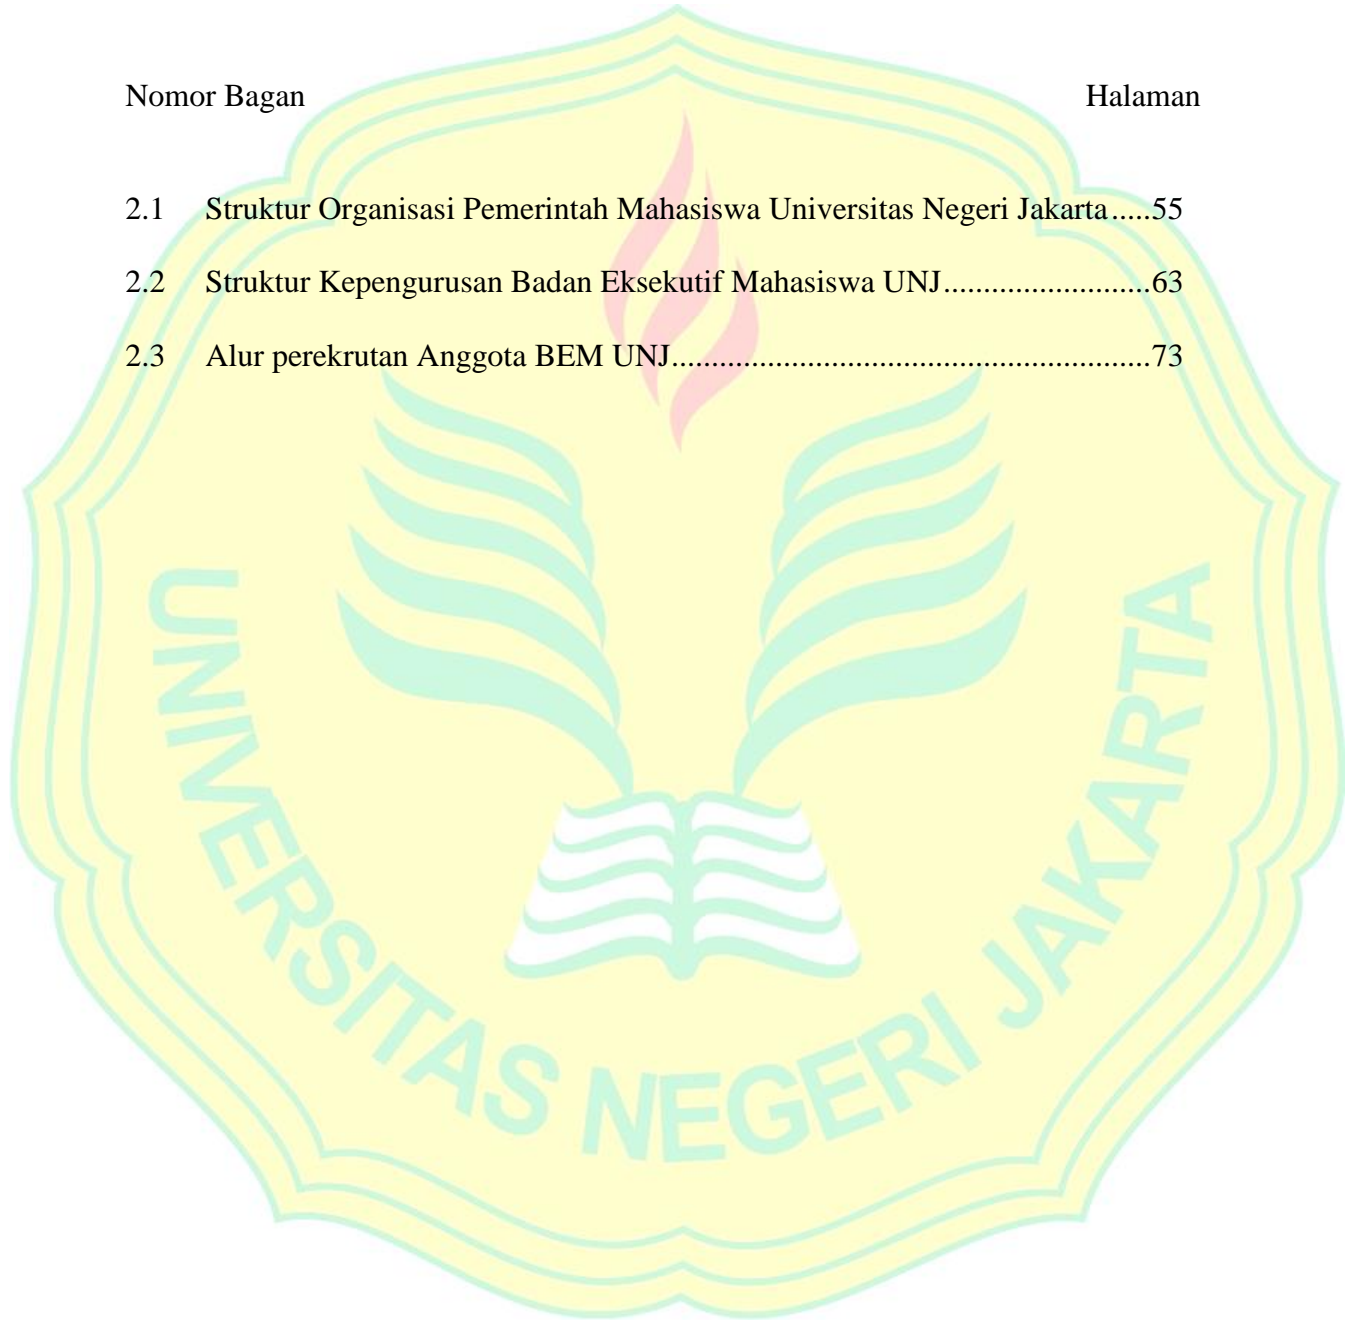 Nomor Bagan Halaman
2.1 Struktur Organisasi Pemerintah Mahasiswa Universitas Negeri Jakarta.....55
2.2 Struktur Kepengurusan Badan Eksekutif Mahasiswa UNJ..........................63
2.3 Alur perekrutan Anggota BEM UNJ.............................................................73
UNIVERSITAS NEGERI JAKARTA